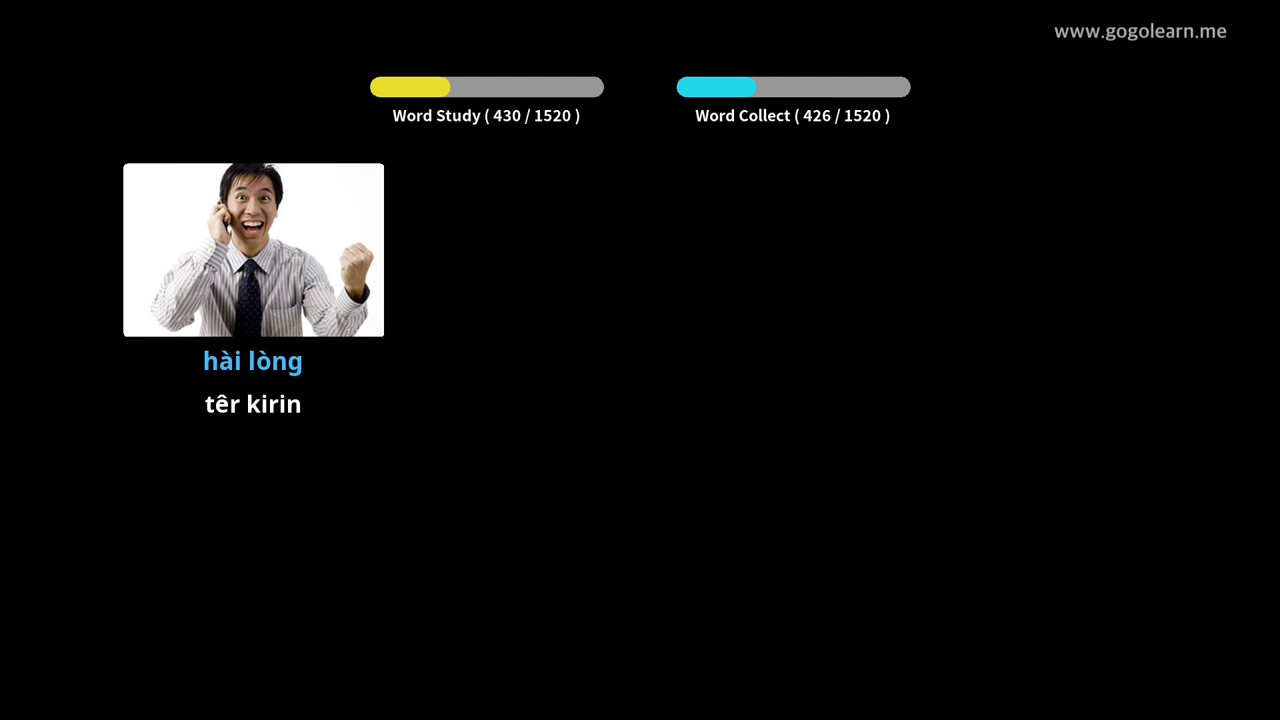 www.gogolearn.me
Word Study ( 430 / 1520 )
Word Collect ( 426 / 1520 )
hài lòng
têr kirin